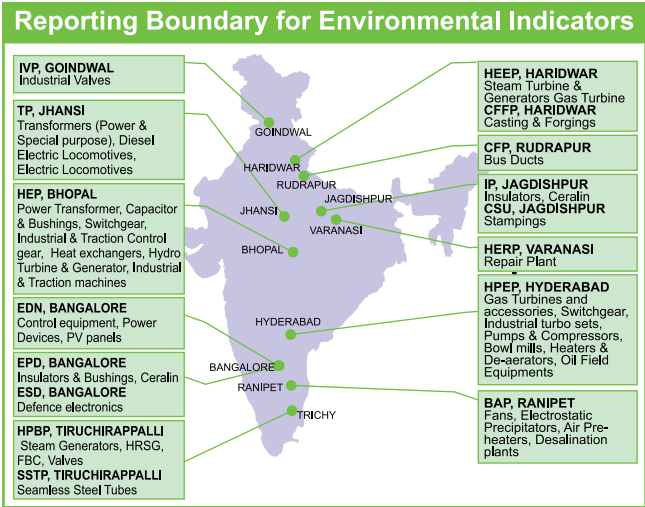 Reporting Boundary for Environmental Indicators
IVP, GOINDWAL
Industrial Valves
TP, JHANSI
Transformers (Power &
Special purpose), Diesel
Electric Locomotives,
Electric Locomotives
HEP, BHOPAL
Power Transformer, Capacitor
& Bushings, Switchgear,
Industrial & Traction Control
gear, Heat exchangers, Hydro
Turbine & Generator, Industrial
& Traction machines
EDN, BANGALORE
Control equipment, Power
Devices, PV panels
EPD, BANGALORE
Insulators & Bushings, Ceralin
ESD, BANGALORE
Defence electronics
HPBP, TIRUCHIRAPPALLI
Steam Generators, HRSG,
FBC, Valves
SSTP, TIRUCHIRAPPALLI
Seamless Steel Tubes
GOINDWAL
HARIDWAR
RUDRAPUR
JAGDISHPUR
JHANSI
VARANASI
BHOPAL
HYDERABAD
BANGALORE
RANIPET
TRICHY
HEEP, HARIDWAR
Steam Turbine &
Generators Gas Turbine
CFFP, HARIDWAR
Casting & Forgings
CFP, RUDRAPUR
Bus Ducts
IP, JAGDISHPUR
Insulators, Ceralin
CSU, JAGDISHPUR
Stampings
HERP, VARANASI
Repair Plant
HPEP, HYDERABAD
Gas Turbines and
accessories, Switchgear,
Industrial turbo sets,
Pumps & Compressors,
Bowl mills, Heaters &
De-aerators, Oil Field
Equipments
BAP, RANIPET
Fans, Electrostatic
Precipitators, Air Pre-
heaters, Desalination
plants